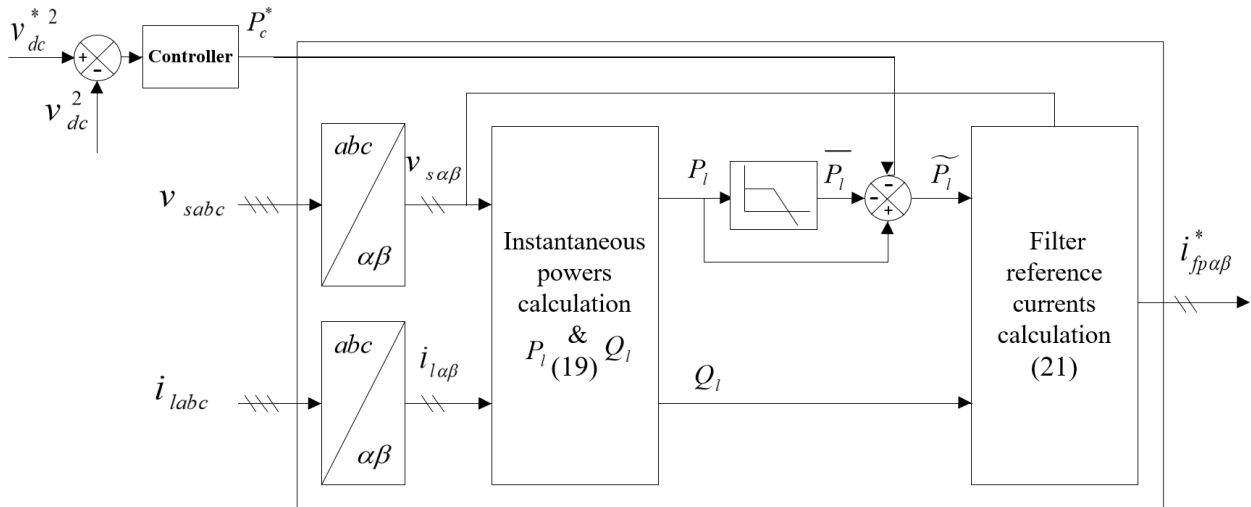 v*2dc
+
-
Controller
P*c
v2dc
abc
αβ
vsαβ
vsabc
Instantaneous
powers
calculation
&
Pl (19) Ql
Pl
P̅l
-
-
+
P̃l
Filter
reference
currents
calculation
(21)
i*fpαβ
abc
αβ
ilαβ
ilabc
Ql